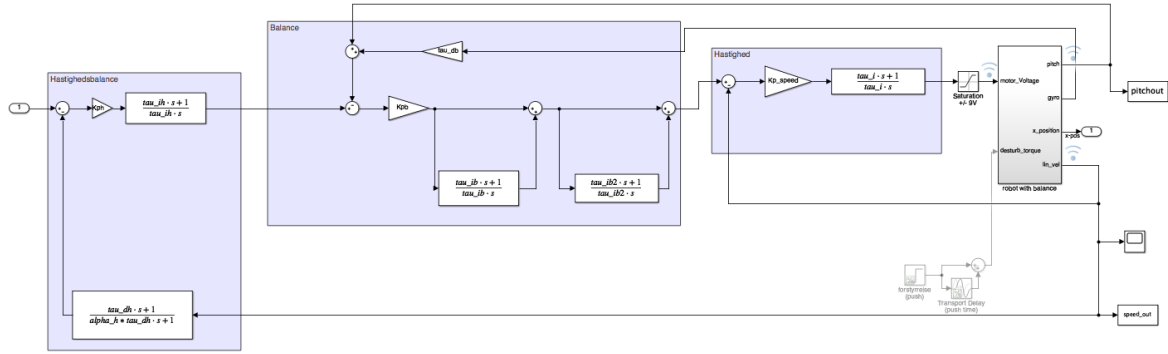 Balance
Hastighedsbalance
Hastighed
1
Kph
tau_ih · s + 1
tau_ih · s
Tau_db
Kpb
tau_ib · s + 1
tau_ib · s
tau_ib2 · s + 1
tau_ib2 · s
Kp_speed
tau_i · s + 1
tau_i · s
Saturation
+/- 9V
motor_Voltage
desturb_torque
pitch
gyro
x_position
lin_vel
robot with balance
pitchout
1
x-pos
(push)
Transport Delay
(push time)
tau_dh · s + 1
alpha_h * tau_dh · s + 1
speed_out